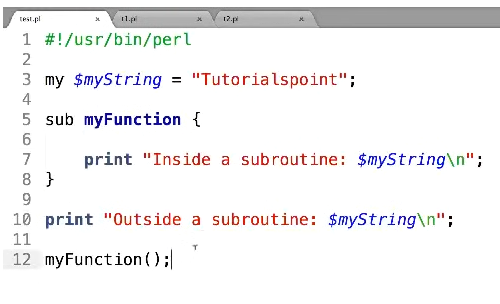 test.pl x t1.pl x t2.pl x
1 #!/usr/bin/perl
2
3 my $myString = "Tutorialspoint";
4
5 sub myFunction {
6
7 print "Inside a subroutine: $myString\n";
8 }
9
10 print "Outside a subroutine: $myString\n";
11
12 myFunction();